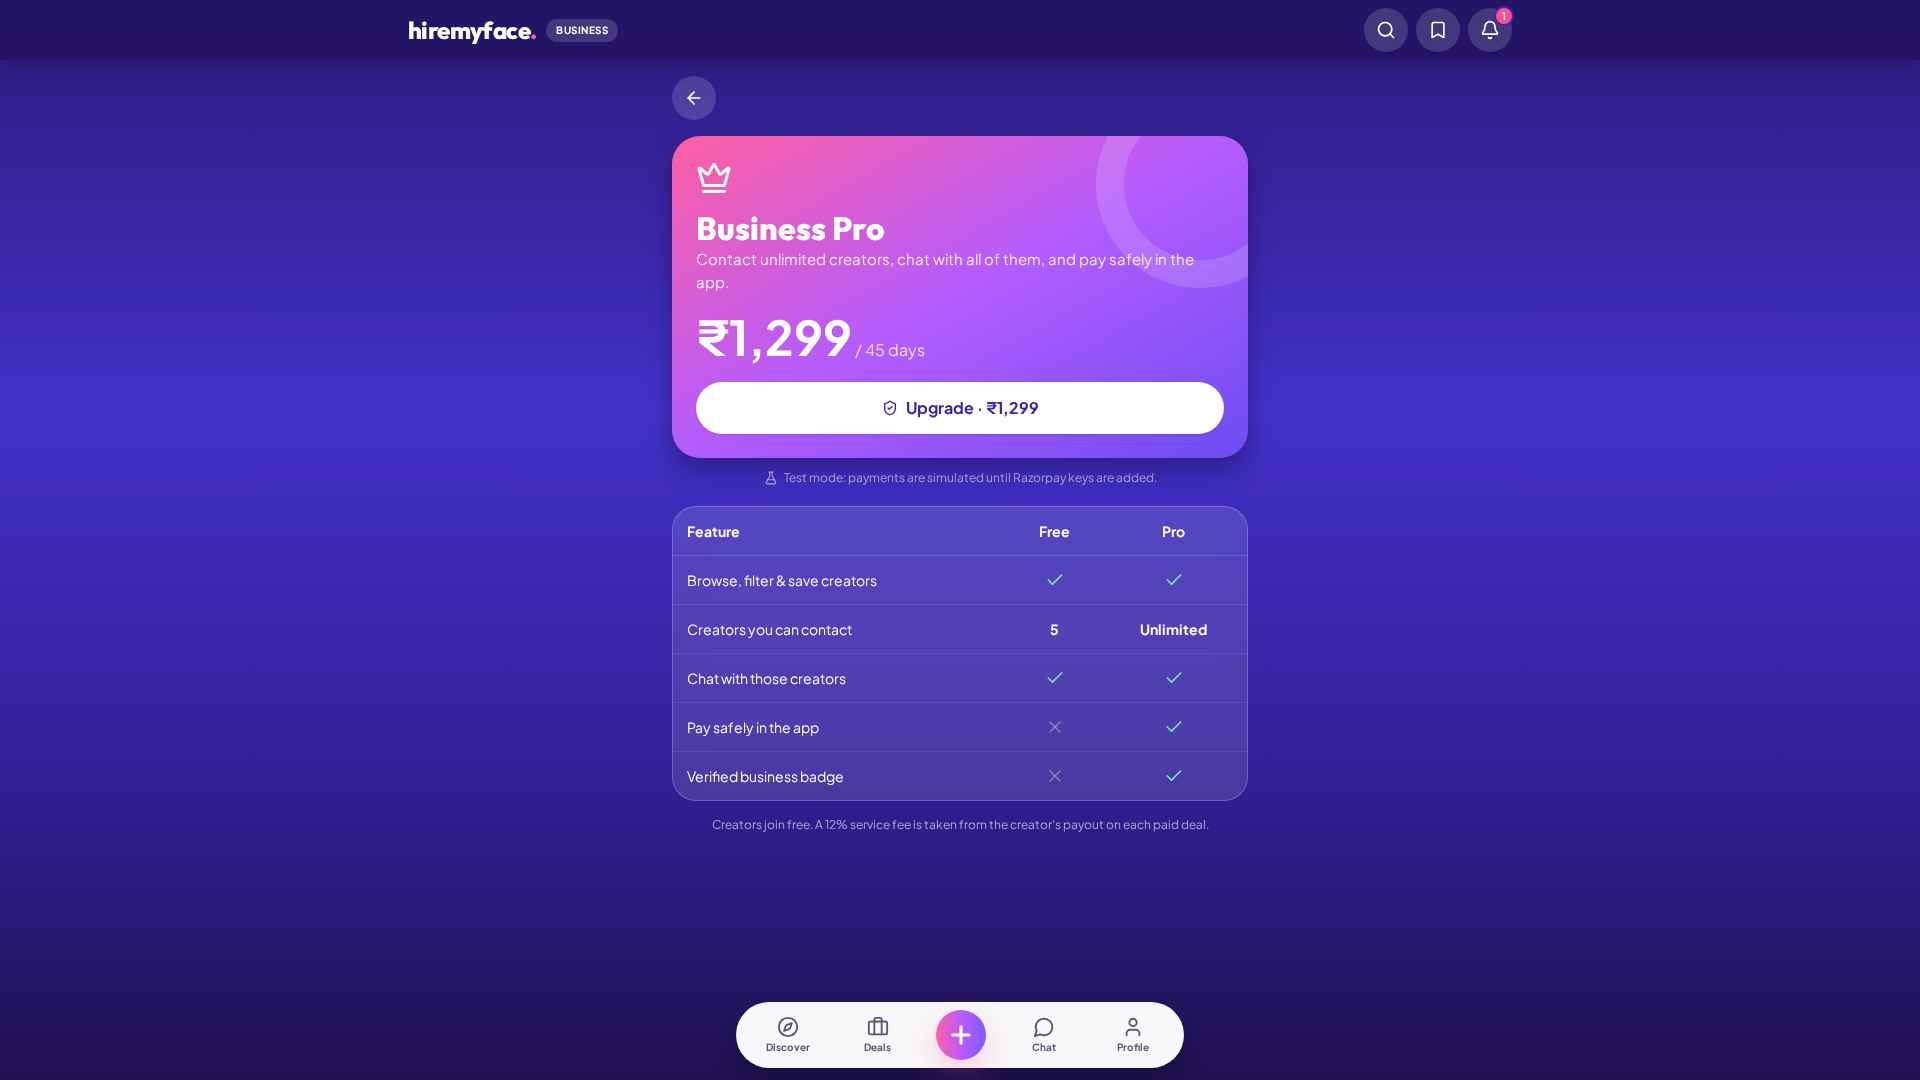 hiremyface.
BUSINESS
1
Business Pro
Contact unlimited creators, chat with all of them, and pay safely in the
app.
₹1,299 / 45 days
Upgrade · ₹1,299
Test mode: payments are simulated until Razorpay keys are added.
Feature Free Pro
Browse, filter & save creators
Creators you can contact 5 Unlimited
Chat with those creators
Pay safely in the app
Verified business badge
Creators join free. A 12% service fee is taken from the creator's payout on each paid deal.
Discover Deals Chat Profile